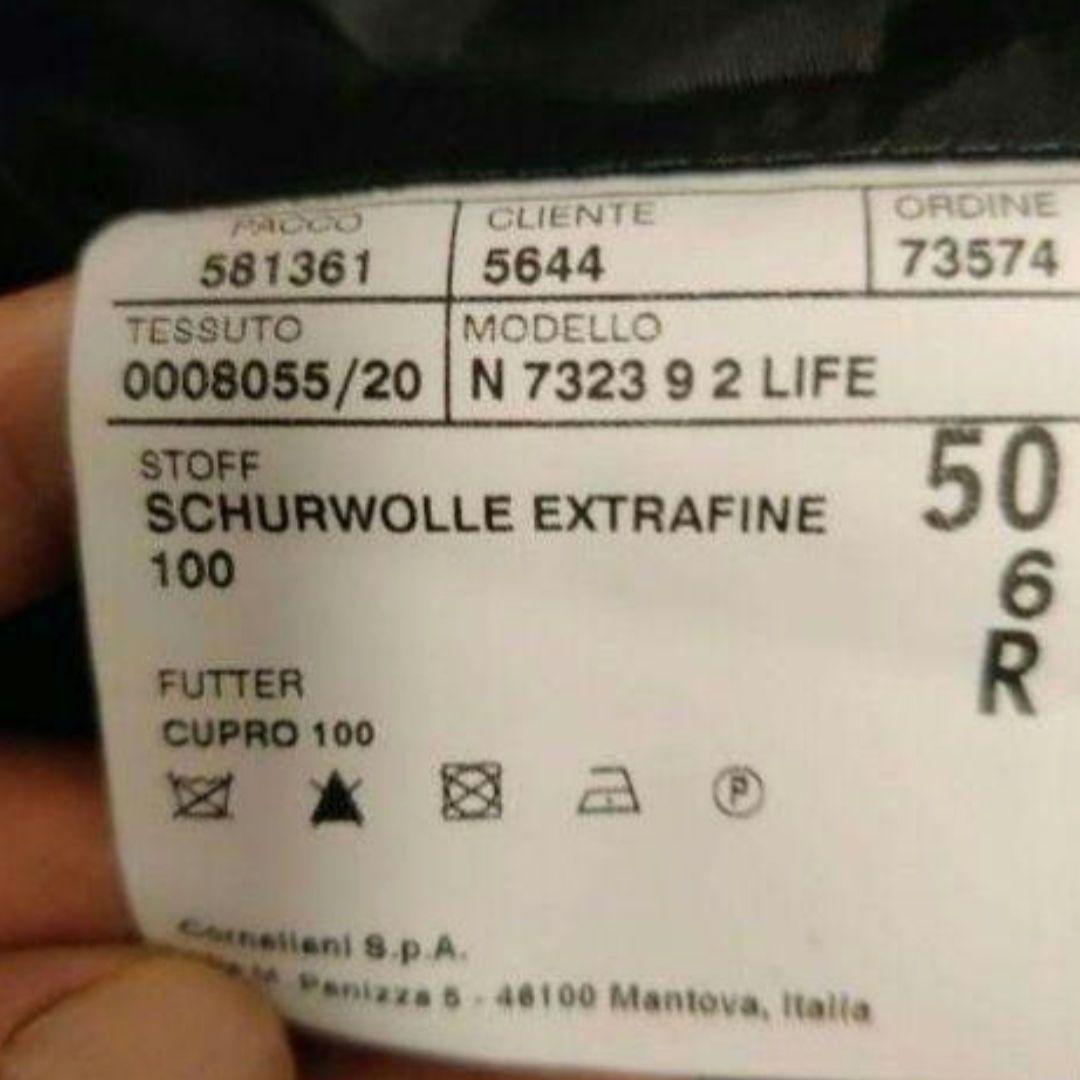 PACCO CLIENTE ORDINE
581361 5644 73574
TESSUTO MODELLO
0008055/20 N 7323 9 2 LIFE
STOFF
SCHURWOLLE EXTRAFINE
100
50
6
R
FUTTER
CUPRO 100
P
Corneliani S.p.A.
Panizza 5 - 46100 Mantova, Italia